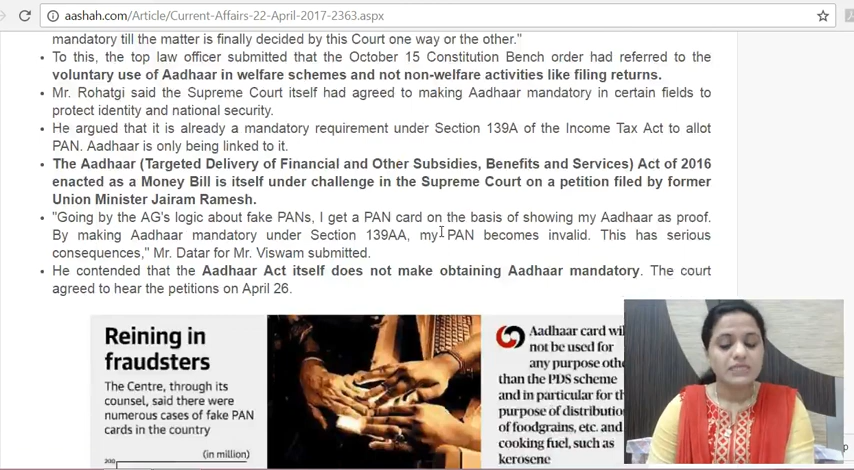 aashah.com/Article/Current-Affairs-22-April-2017-2363.aspx
mandatory till the matter is finally decided by this Court one way or the other."
To this, the top law officer submitted that the October 15 Constitution Bench order had referred to the
voluntary use of Aadhaar in welfare schemes and not non-welfare activities like filing returns.
Mr. Rohatgi said the Supreme Court itself had agreed to making Aadhaar mandatory in certain fields to
protect identity and national security.
He argued that it is already a mandatory requirement under Section 139A of the Income Tax Act to allot
PAN. Aadhaar is only being linked to it.
The Aadhaar (Targeted Delivery of Financial and Other Subsidies, Benefits and Services) Act of 2016
enacted as a Money Bill is itself under challenge in the Supreme Court on a petition filed by former
Union Minister Jairam Ramesh.
"Going by the AG's logic about fake PANs, I get a PAN card on the basis of showing my Aadhaar as proof.
By making Aadhaar mandatory under Section 139AA, my PAN becomes invalid. This has serious
consequences," Mr. Datar for Mr. Viswam submitted.
He contended that the Aadhaar Act itself does not make obtaining Aadhaar mandatory. The court
agreed to hear the petitions on April 26.
Reining in
fraudsters
The Centre, through its
counsel, said there were
numerous cases of fake PAN
cards in the country
(in million)
200
Aadhaar card will
not be used for
any purpose othe
than the PDS scheme
and in particular for th
purpose of distributio
of foodgrains, etc. and
cooking fuel, such as
kerosene